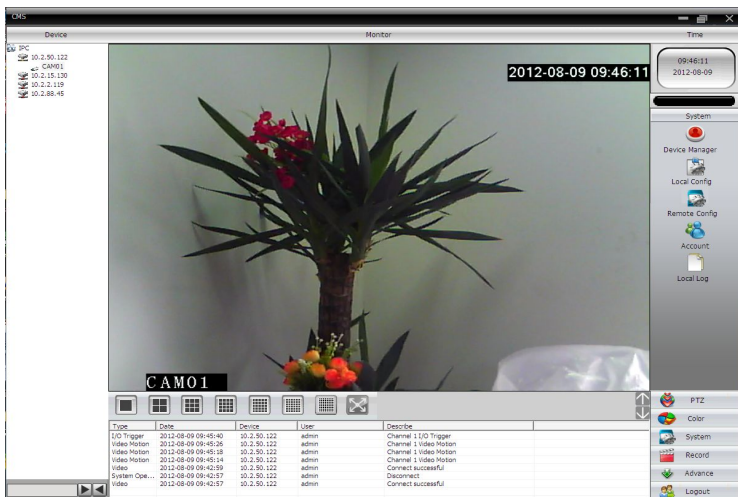 CMS
Device
Monitor
Time
IPC
10.2.50.122
CAM01
10.2.15.130
10.2.2.119
10.2.88.45
2012-08-09 09:46:11
CAM01
09:46:11
2012-08-09
System
Device Manager
Local Config
Remote Config
Account
Local Log
PTZ
Color
System
Record
Advance
Logout
Type Date Device User Describe
I/O Trigger 2012-08-09 09:45:40 10.2.50.122 admin Channel 1 I/O Trigger
Video Motion 2012-08-09 09:45:26 10.2.50.122 admin Channel 1 Video Motion
Video Motion 2012-08-09 09:45:18 10.2.50.122 admin Channel 1 Video Motion
Video Motion 2012-08-09 09:45:14 10.2.50.122 admin Channel 1 Video Motion
Video 2012-08-09 09:42:59 10.2.50.122 admin Connect successful
System Ope... 2012-08-09 09:42:57 10.2.50.122 admin Disconnect
Video 2012-08-09 09:42:57 10.2.50.122 admin Connect successful